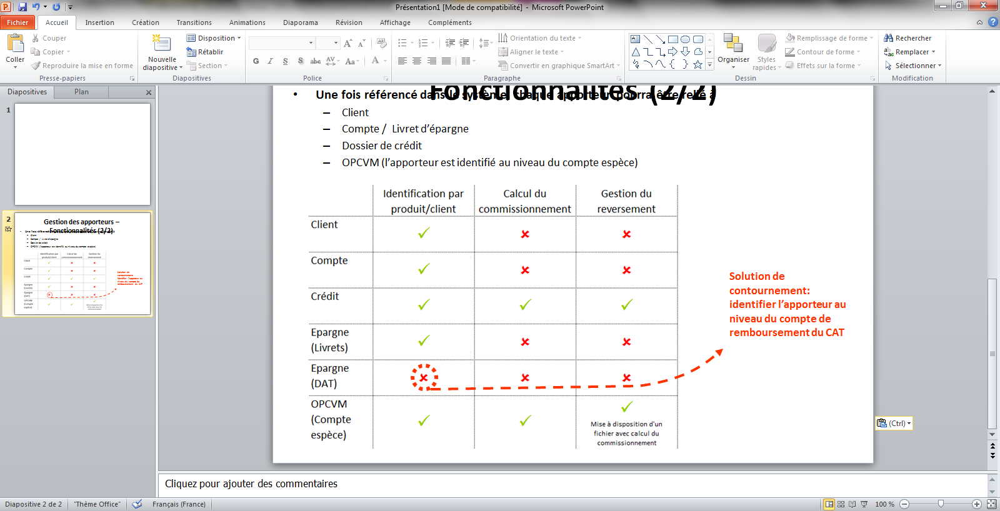 Présentation1 [Mode de compatibilité] - Microsoft PowerPoint
Fichier Accueil Insertion Création Transitions Animations Diaporama Révision Affichage Compléments
Coller
Couper
Copier
Reproduire la mise en forme
Presse-papiers
Nouvelle diapositive
Disposition
Rétablir
Section
Diapositives
G I S S abc AV Aa A
Police
Orientation du texte
Aligner le texte
Convertir en graphique SmartArt
Paragraphe
Organiser
Styles rapides
Remplissage de forme
Contour de forme
Effets sur la forme
Dessin
Rechercher
Remplacer
Sélectionner
Modification
Diapositives Plan
1
2
Gestion des apporteurs –
Fonctionnalités (2/2)
Fonctionnalités (2/2)
• Une fois référencé dans le système, chaque apporteur pourra être relié à
– Client
– Compte / Livret d’épargne
– Dossier de crédit
– OPCVM (l’apporteur est identifié au niveau du compte espèce)
Identification par produit/client
Calcul du commissionnement
Gestion du reversement
Client
Compte
Crédit
Epargne (Livrets)
Epargne (DAT)
OPCVM (Compte espèce)
Mise à disposition d’un
fichier avec calcul du
commissionnement
Solution de
contournement:
identifier l’apporteur au
niveau du compte de
remboursement du CAT
(Ctrl)
Cliquez pour ajouter des commentaires
Diapositive 2 de 2 "Thème Office" Français (France) 100 %